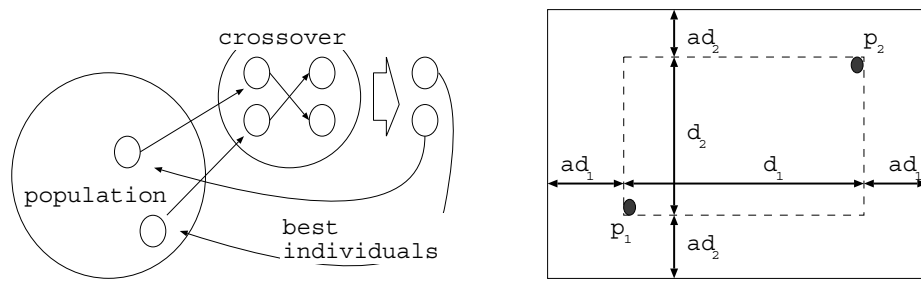 crossover
population
best
individuals
ad₂
p₂
d₂
ad₁
d₁
ad₁
p₁
ad₂